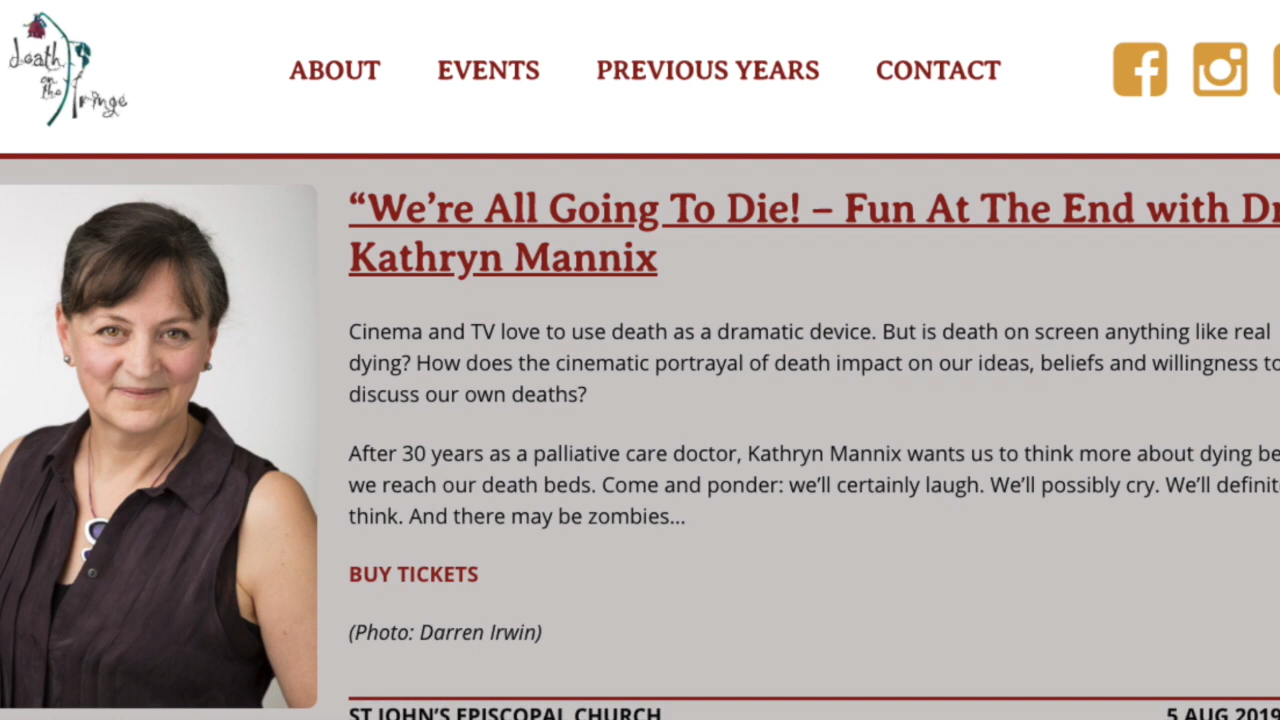 death
on
the
fringe
ABOUT EVENTS PREVIOUS YEARS CONTACT
“We’re All Going To Die! – Fun At The End with Dr
Kathryn Mannix
Cinema and TV love to use death as a dramatic device. But is death on screen anything like real
dying? How does the cinematic portrayal of death impact on our ideas, beliefs and willingness to
discuss our own deaths?
After 30 years as a palliative care doctor, Kathryn Mannix wants us to think more about dying be
we reach our death beds. Come and ponder: we’ll certainly laugh. We’ll possibly cry. We’ll definit
think. And there may be zombies...
BUY TICKETS
(Photo: Darren Irwin)
ST JOHN’S EPISCOPAL CHURCH 5 AUG 2019